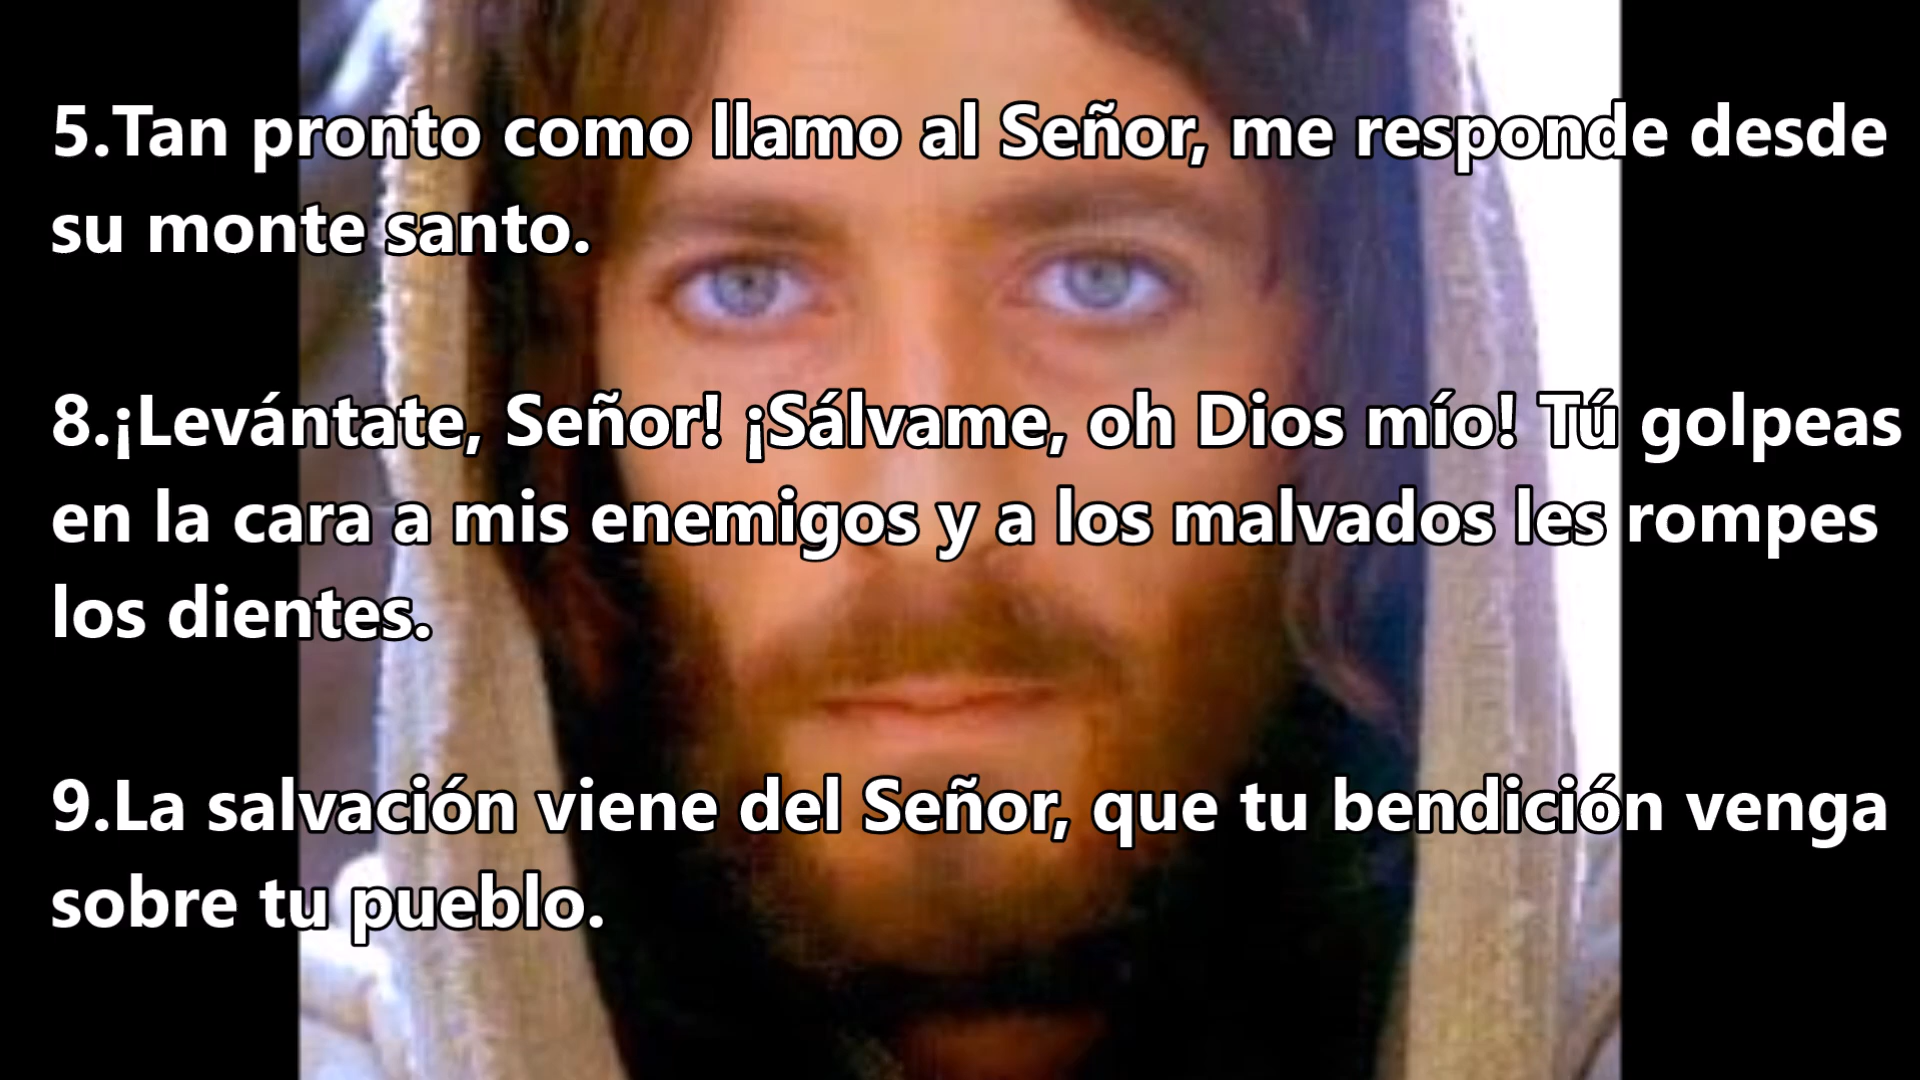 5.Tan pronto como llamo al Señor, me responde desde
su monte santo.
8.¡Levántate, Señor! ¡Sálvame, oh Dios mío! Tú golpeas
en la cara a mis enemigos y a los malvados les rompes
los dientes.
9.La salvación viene del Señor, que tu bendición venga
sobre tu pueblo.